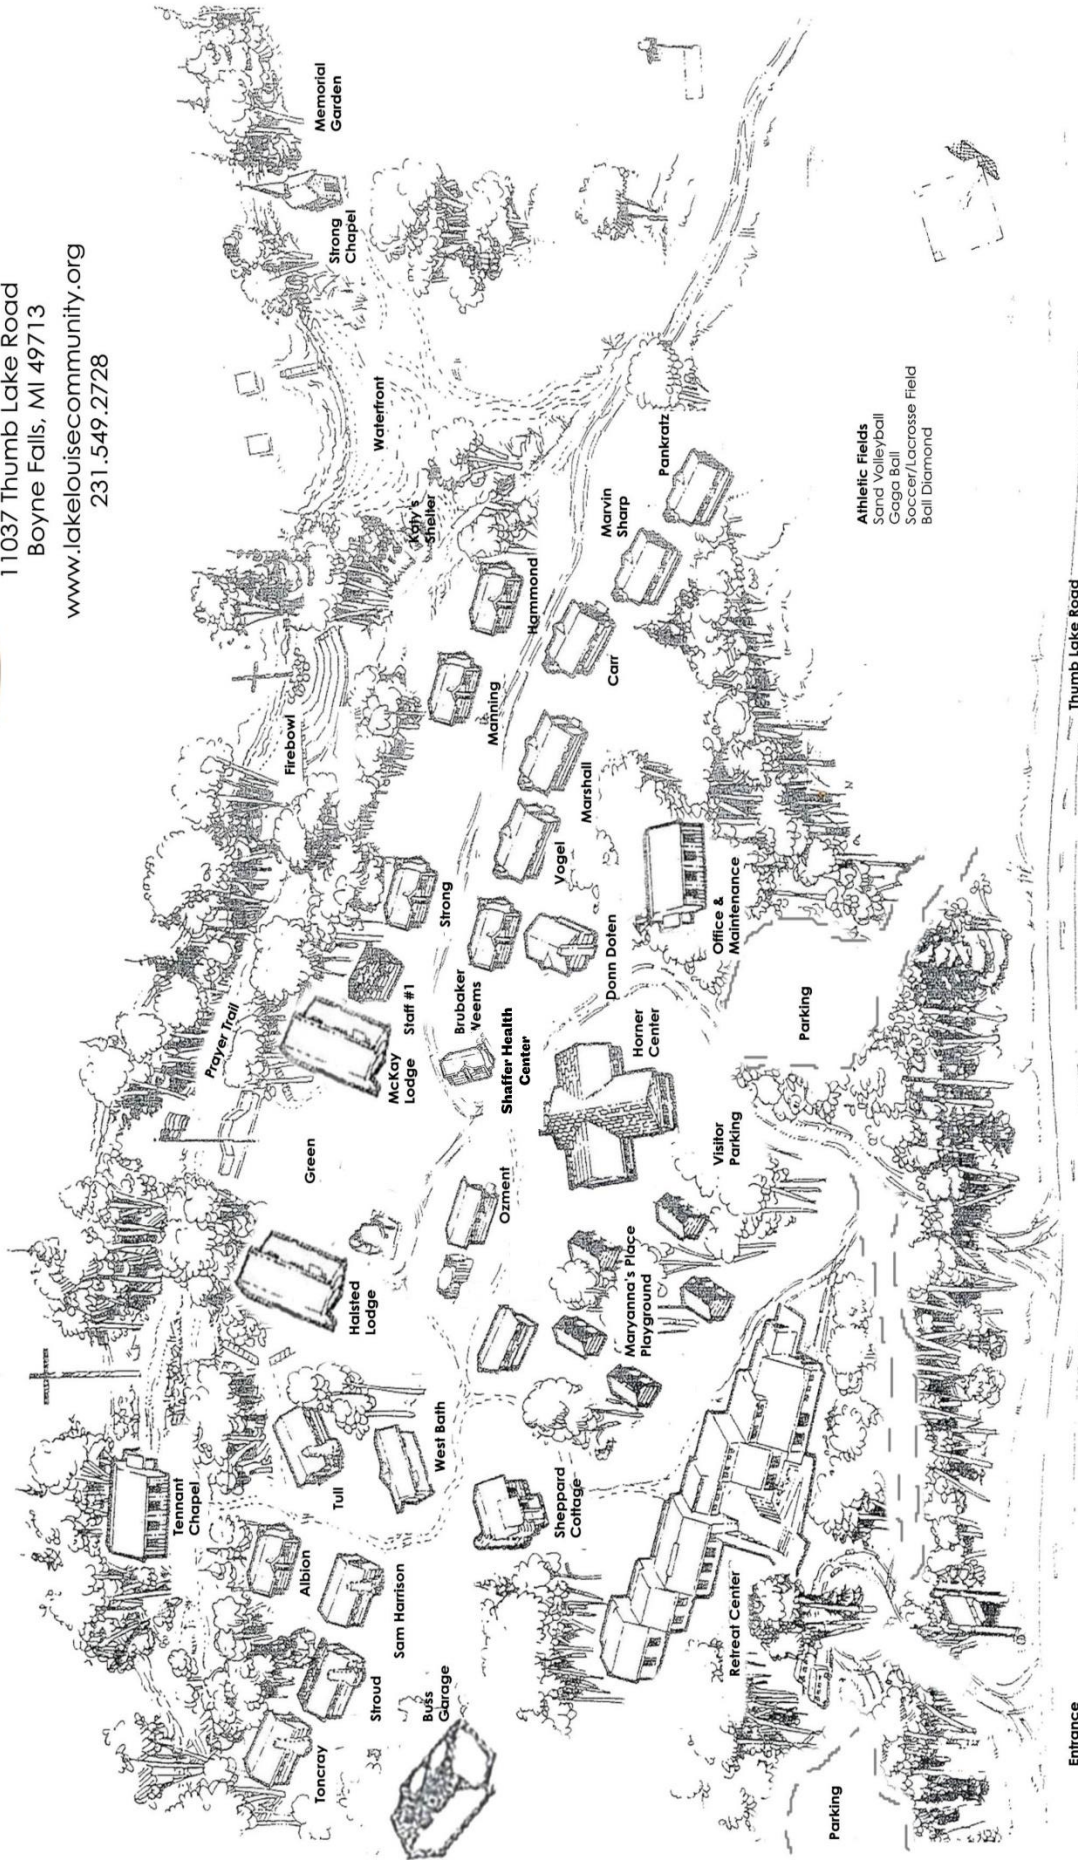 11037 Thumb Lake Road
Boyne Falls, MI 49713
www.lakelouisecommunity.org
231.549.2728
Memorial
Garden
Strong
Chapel
Waterfront
Katy's
Shelter
Firebowl
Prayer Trail
Green
Tennant
Chapel
Halsted
Lodge
McKay
Lodge
Staff #1
Strong
Manning
Hammond
Marvin
Sharp
Pankratz
Carr
Marshall
Vogel
Donn Doten
Brubaker
Weems
Shaffer Health
Center
Ozment
Horner
Center
Office &
Maintenance
Parking
Visitor
Parking
Maryanna's Place
Playground
West Bath
Tull
Albion
Sam Harrison
Stroud
Toncray
Buss
Garage
Sheppard
Cottage
Retreat Center
Parking
Athletic Fields
Sand Volleyball
Gaga Ball
Soccer/Lacrosse Field
Ball Diamond
Entrance
Thumb Lake Road